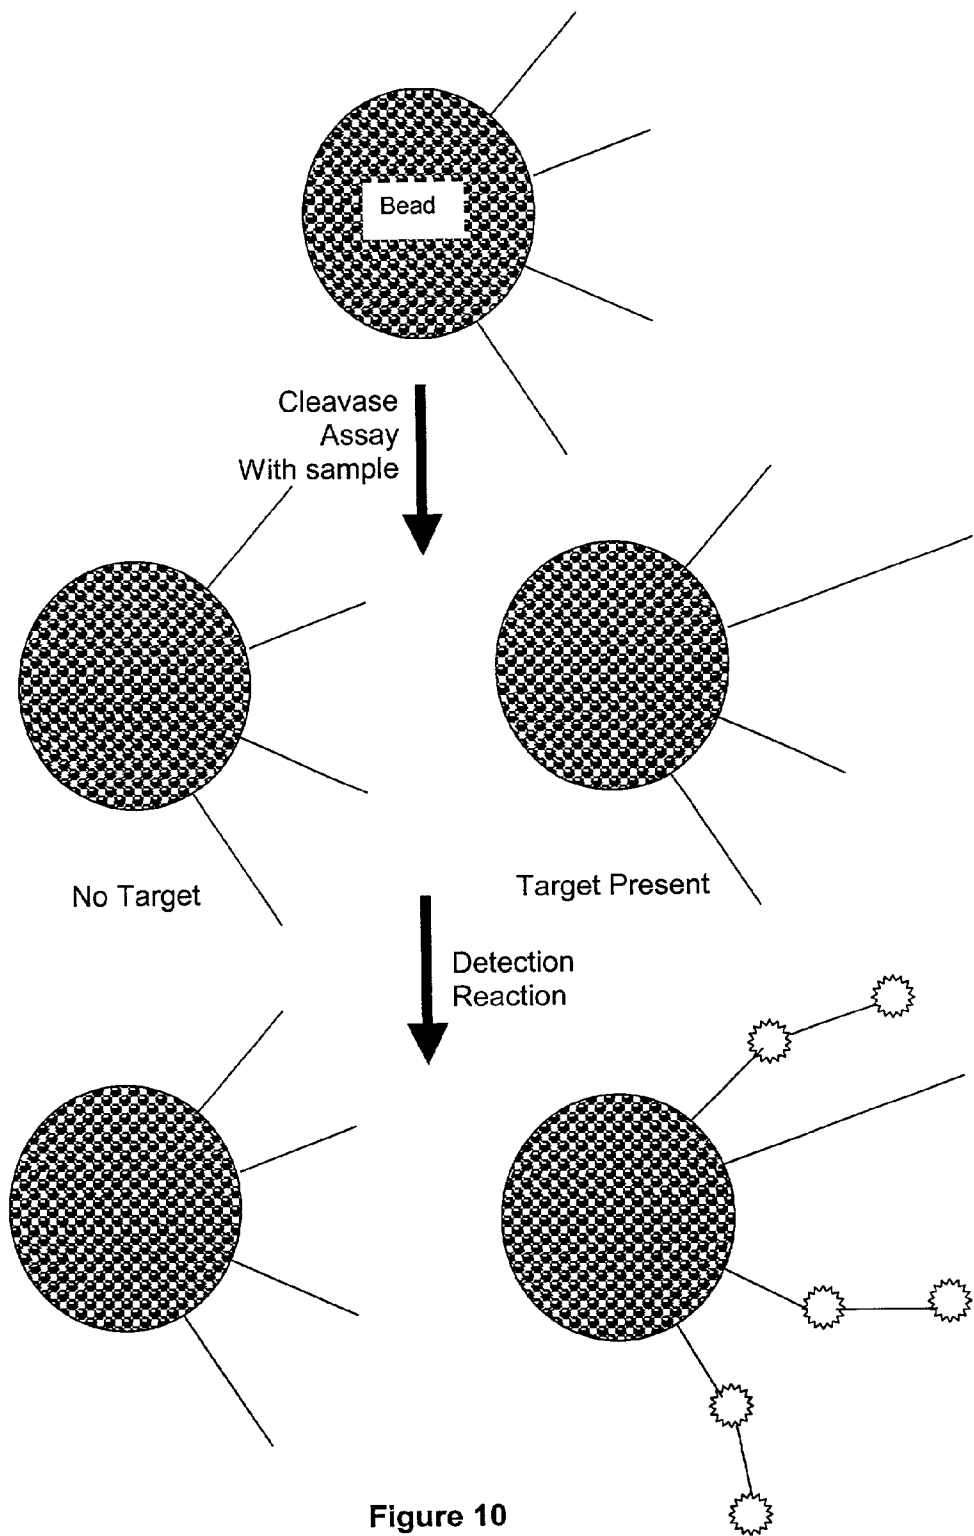 Bead
Cleavase
Assay
With sample
No Target
Target Present
Detection
Reaction
Figure 10